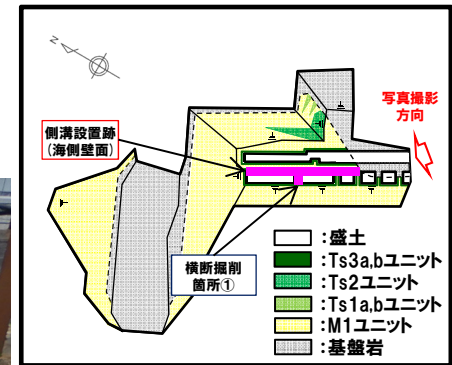 N
側溝設置跡
(海側壁面)
写真撮影
方向
横断掘削
箇所①
:盛土
:Ts3a,bユニット
:Ts2ユニット
:Ts1a,bユニット
:M1ユニット
:基盤岩